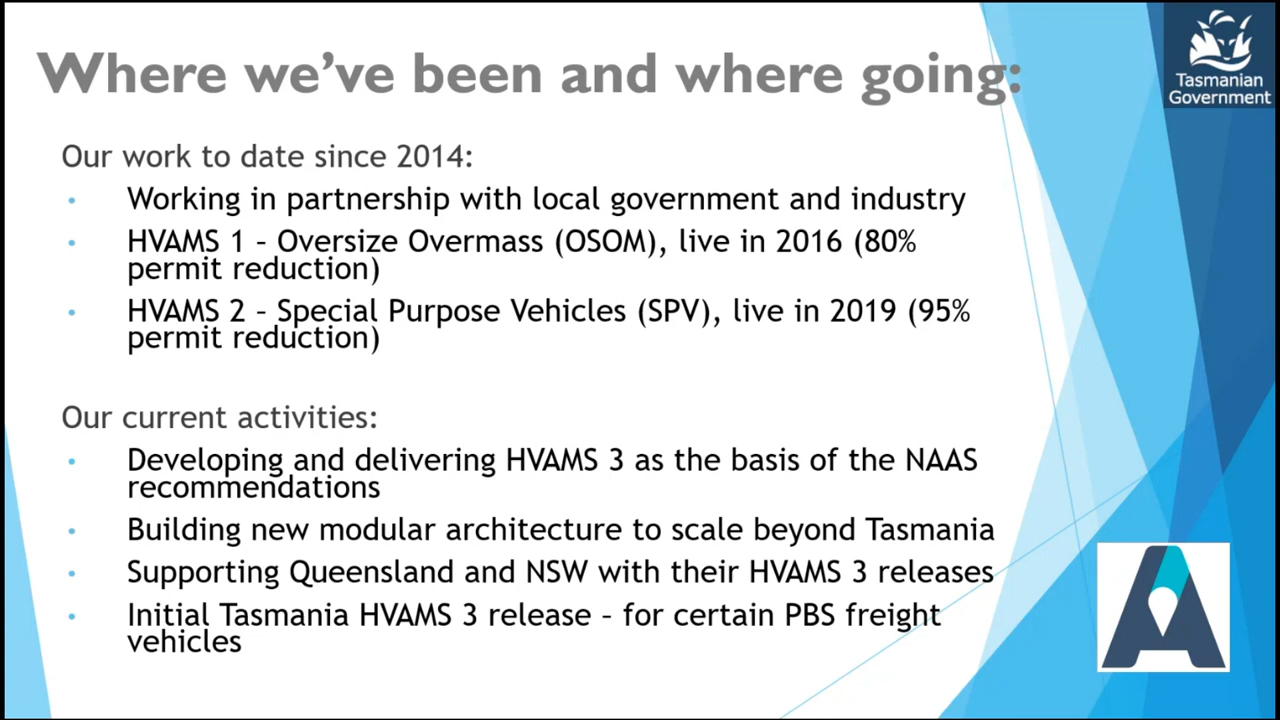 Where we’ve been and where going:
Tasmanian
Government
Our work to date since 2014:
• Working in partnership with local government and industry
• HVAMS 1 – Oversize Overmass (OSOM), live in 2016 (80%
permit reduction)
• HVAMS 2 – Special Purpose Vehicles (SPV), live in 2019 (95%
permit reduction)
Our current activities:
• Developing and delivering HVAMS 3 as the basis of the NAAS
recommendations
• Building new modular architecture to scale beyond Tasmania
• Supporting Queensland and NSW with their HVAMS 3 releases
• Initial Tasmania HVAMS 3 release – for certain PBS freight
vehicles